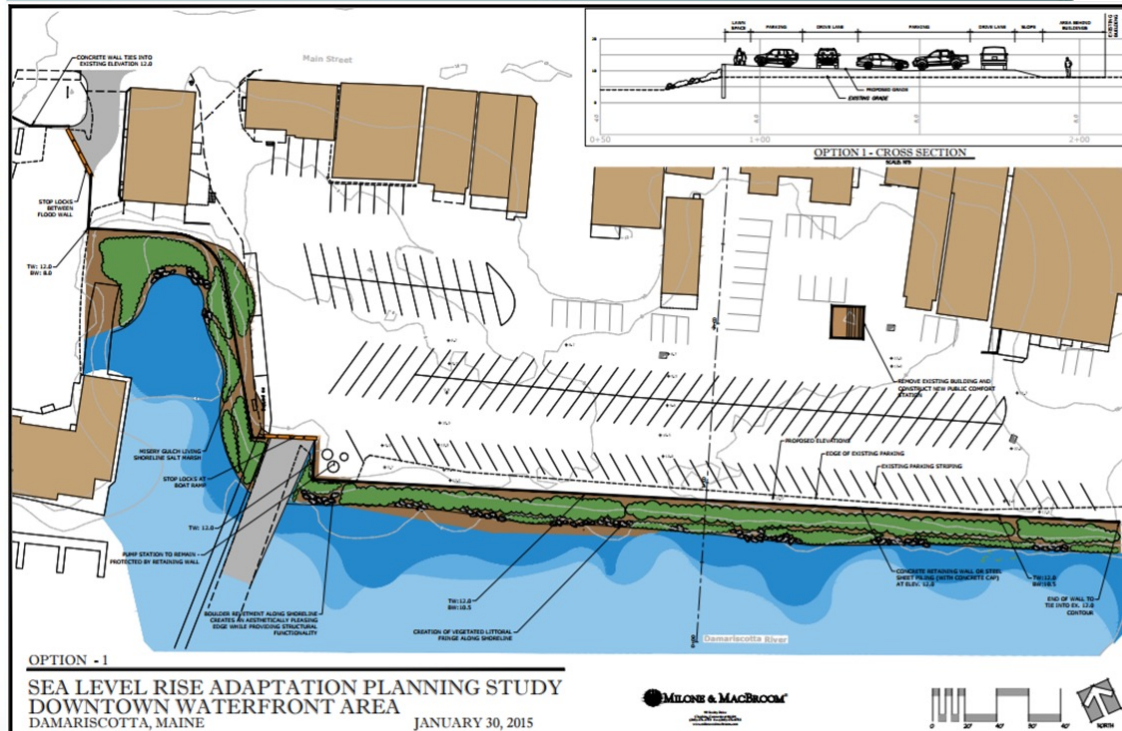 LAWN
SPACE
PARKING
DRIVE LANE
PARKING
DRIVE LANE
SLOPE
AREA BEHIND
BUILDINGS
EXISTING
BUILDING
PROPOSED GRADE
EXISTING GRADE
0+50
1+00
2+00
OPTION 1 - CROSS SECTION
CONCRETE WALL TIES INTO
EXISTING ELEVATION 12.0
Main Street
STOP LOCKS
BETWEEN
FLOOD WALL
TW: 12.0
BW: 8.0
REMOVE EXISTING BUILDING AND
CONSTRUCT NEW PUBLIC COMFORT
STATION
PROPOSED ELEVATIONS
EDGE OF EXISTING PARKING
EXISTING PARKING STRIPING
MISERY GULCH LIVING
SHORELINE SALT MARSH
STOP LOCKS AT
BOAT RAMP
TW: 12.0
PUMP STATION TO REMAIN -
PROTECTED BY RETAINING WALL
BOULDER REVETMENT ALONG SHORELINE
CREATES AN AESTHETICALLY PLEASING
EDGE WHILE PROVIDING STRUCTURAL
FUNCTIONALITY
TW:12.0
BW:10.5
CREATION OF VEGETATED LITTORAL
FRINGE ALONG SHORELINE
CONCRETE RETAINING WALL OR STEEL
SHEET PILING (WITH CONCRETE CAP)
AT ELEV. 12.0
TW:12.0
BW:10.5
END OF WALL TO
TIE INTO EX. 12.0
CONTOUR
Damariscotta River
OPTION - 1
SEA LEVEL RISE ADAPTATION PLANNING STUDY
DOWNTOWN WATERFRONT AREA
DAMARISCOTTA, MAINE JANUARY 30, 2015
MILONE & MACBROOM
0 20' 40' 80'
NORTH